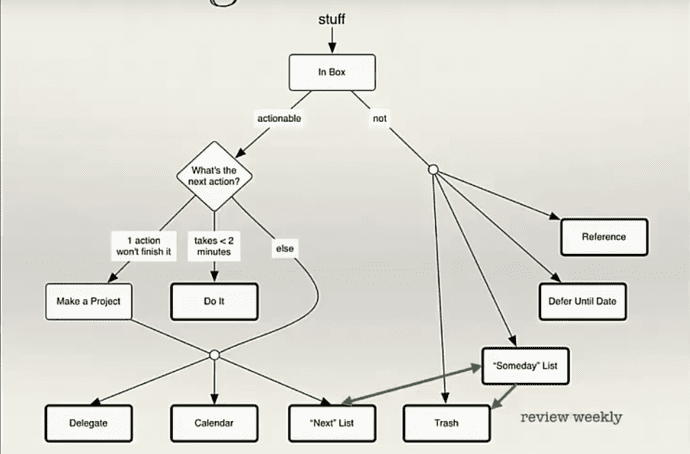 stuff
In Box
actionable
not
What's the
next action?
Reference
1 action
won't finish it
takes < 2
minutes
else
Make a Project
Do It
Defer Until Date
"Someday" List
Delegate
Calendar
"Next" List
Trash
review weekly